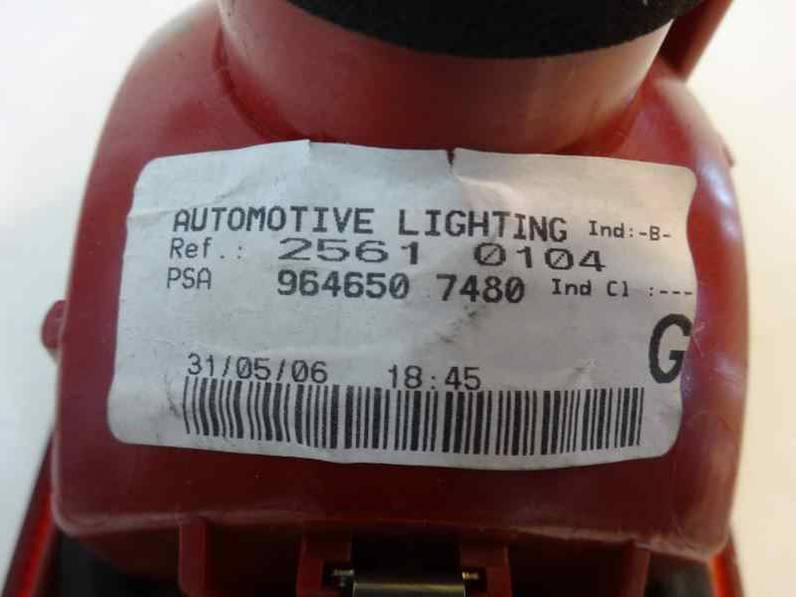 AUTOMOTIVE LIGHTING Ind:-B-
Ref.: 2561 0104
PSA 964650 7480 Ind Cl :---
G
31/05/06 18:45